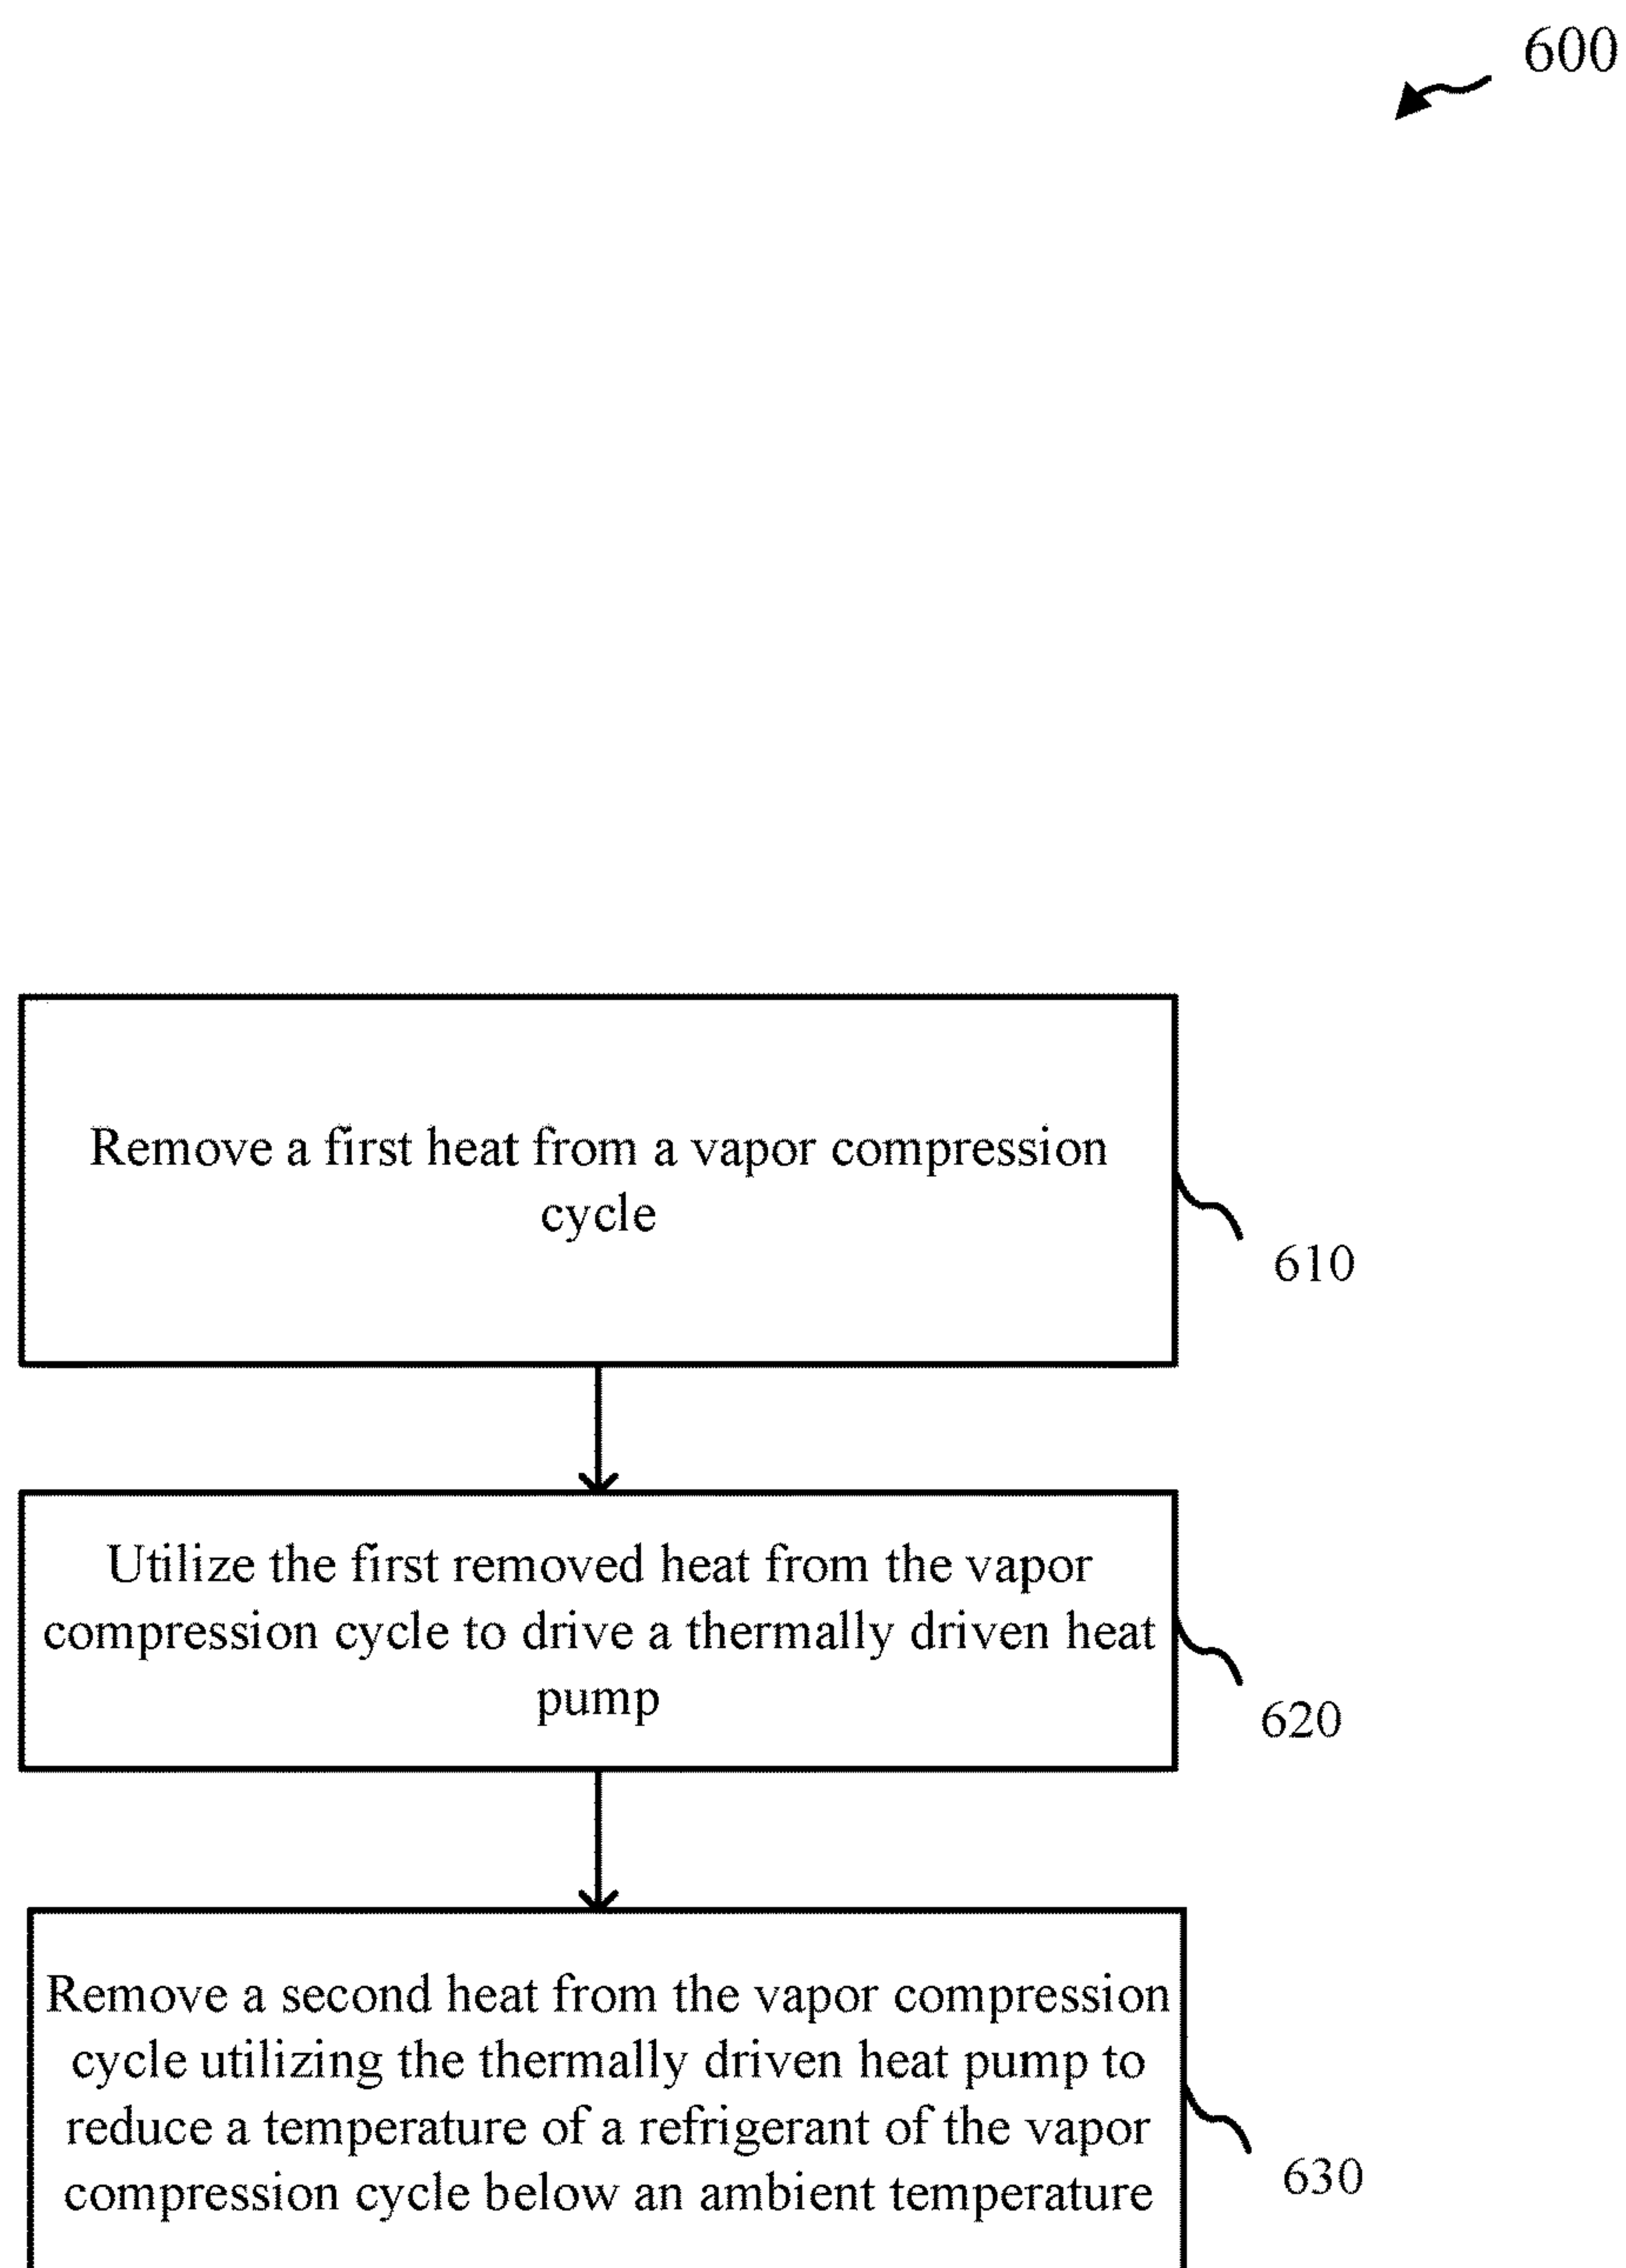 600
Remove a first heat from a vapor compression
cycle
610
Utilize the first removed heat from the vapor
compression cycle to drive a thermally driven heat
pump
620
Remove a second heat from the vapor compression
cycle utilizing the thermally driven heat pump to
reduce a temperature of a refrigerant of the vapor
compression cycle below an ambient temperature
630